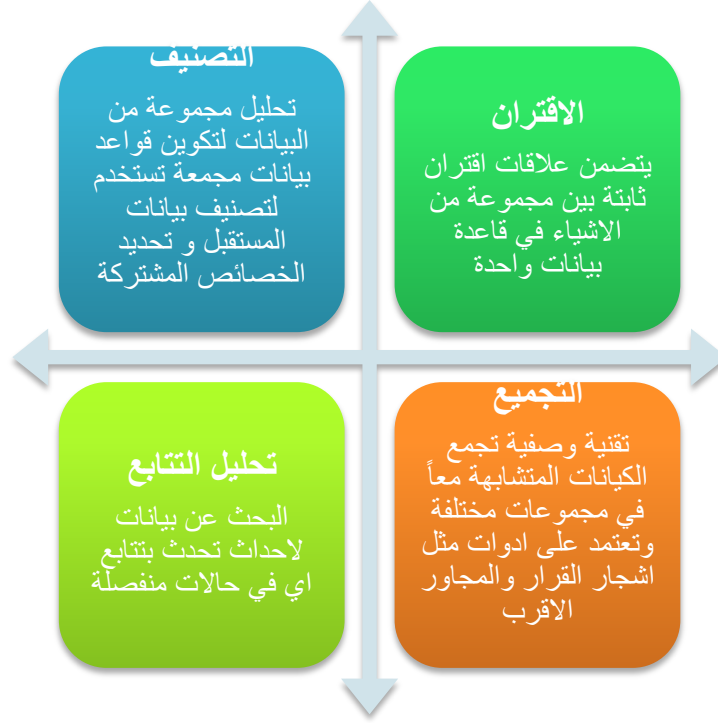 الاقتران
يتضمن علاقات اقتران
ثابتة بين مجموعة من
الاشياء في قاعدة
بيانات واحدة
التصنيف
تحليل مجموعة من
البيانات لتكوين قواعد
بيانات مجمعة تستخدم
لتصنيف بيانات
المستقبل و تحديد
الخصائص المشتركة
التجميع
تقنية وصفية تجمع
الكيانات المتشابهة معاً
في مجموعات مختلفة
وتعتمد على ادوات مثل
اشجار القرار والمجاور
الاقرب
تحليل التتابع
البحث عن بيانات
لاحداث تحدث بتتابع
اي في حالات منفصلة